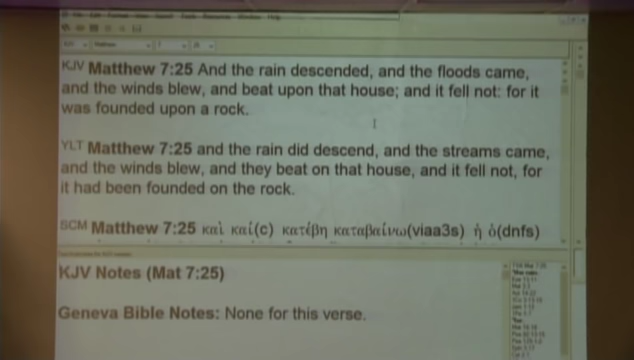 KJV Matthew 7:25 And the rain descended, and the floods came,
and the winds blew, and beat upon that house; and it fell not: for it
was founded upon a rock.
YLT Matthew 7:25 and the rain did descend, and the streams came,
and the winds blew, and they beat on that house, and it fell not, for
it had been founded on the rock.
SCM Matthew 7:25 καὶ καί(c) κατέβη καταβαίνω(viaa3s) ἡ ὁ(dnfs)
KJV Notes (Mat 7:25)
Geneva Bible Notes: None for this verse.